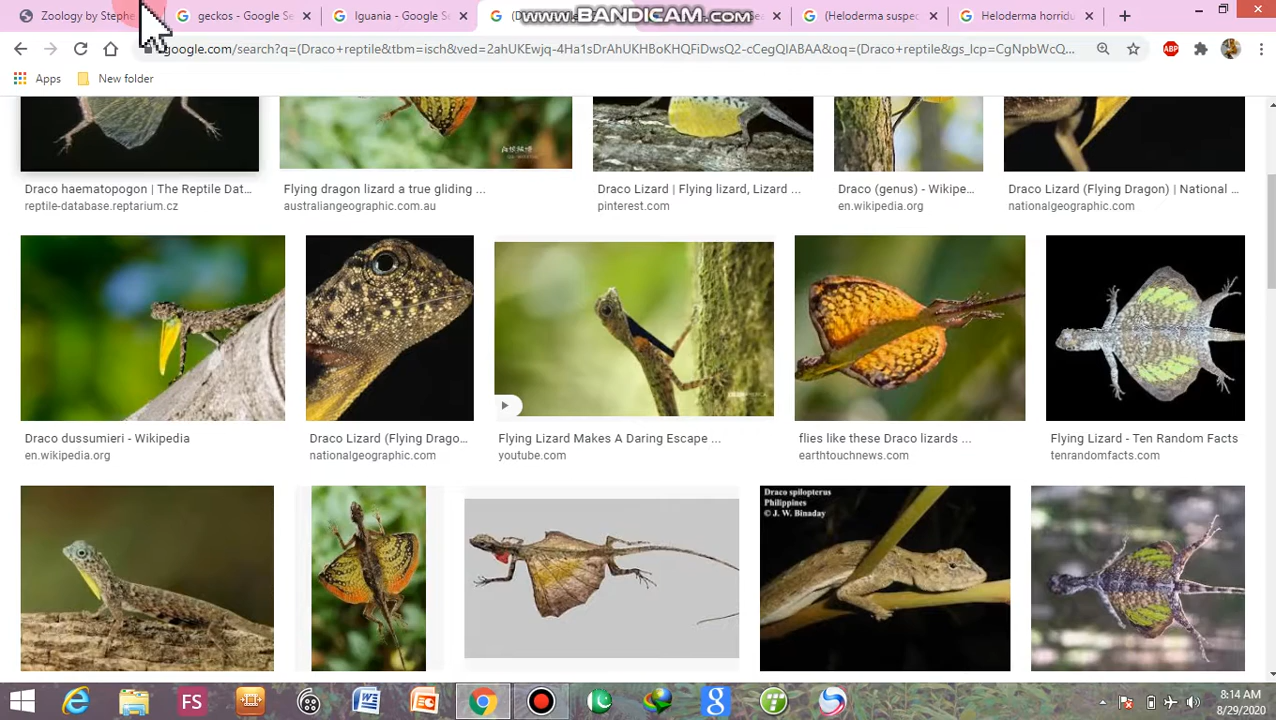 Zoology by Stephe
geckos - Google Se
Iguania - Google S
(D
www.BANDICAM.com
(Heloderma suspec
Heloderma horridu
google.com/search?q=(Draco+reptile&tbm=isch&ved=2ahUKEwjq-4Ha1sDrAhUKHBoKHQFiDwsQ2-cCegQIABAA&oq=(Draco+reptile&gs_lcp=CgNpbWcQ...
ABP
Apps
New folder
Draco haematopogon | The Reptile Dat...
reptile-database.reptarium.cz
Flying dragon lizard a true gliding ...
australiangeographic.com.au
Draco Lizard | Flying lizard, Lizard ...
pinterest.com
Draco (genus) - Wikipe...
en.wikipedia.org
Draco Lizard (Flying Dragon) | National ...
nationalgeographic.com
Draco dussumieri - Wikipedia
en.wikipedia.org
Draco Lizard (Flying Drago...
nationalgeographic.com
Flying Lizard Makes A Daring Escape ...
youtube.com
flies like these Draco lizards ...
earthtouchnews.com
Flying Lizard - Ten Random Facts
tenrandomfacts.com
Draco spilopterus
Philippines
© J. W. Binaday
FS
8:14 AM
8/29/2020